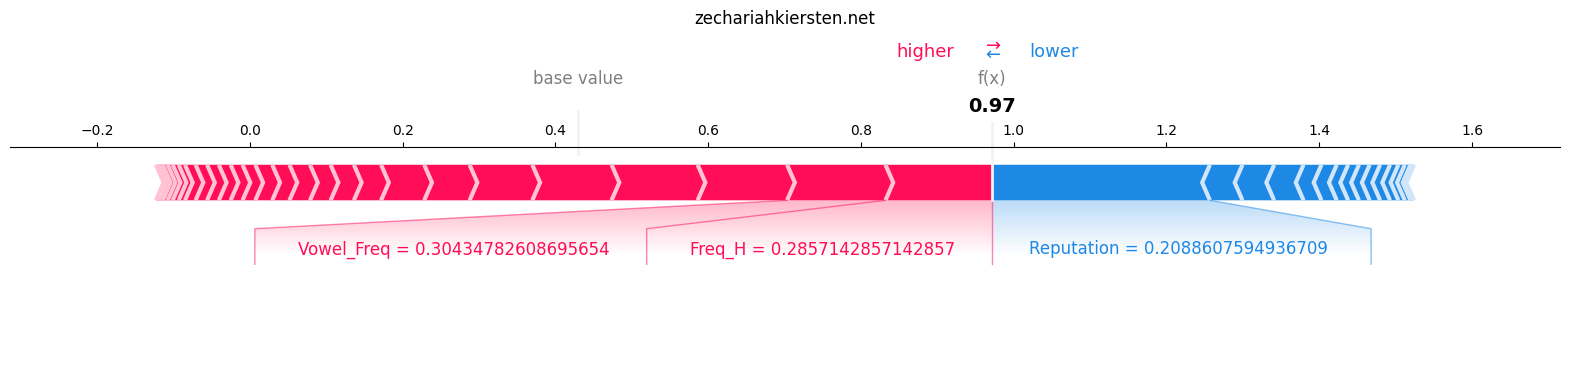 zechariahkiersten.net
higher ⇄ lower
base value f(x)
0.97
−0.2 0.0 0.2 0.4 0.6 0.8 1.0 1.2 1.4 1.6
Vowel_Freq = 0.30434782608695654 Freq_H = 0.2857142857142857 Reputation = 0.2088607594936709